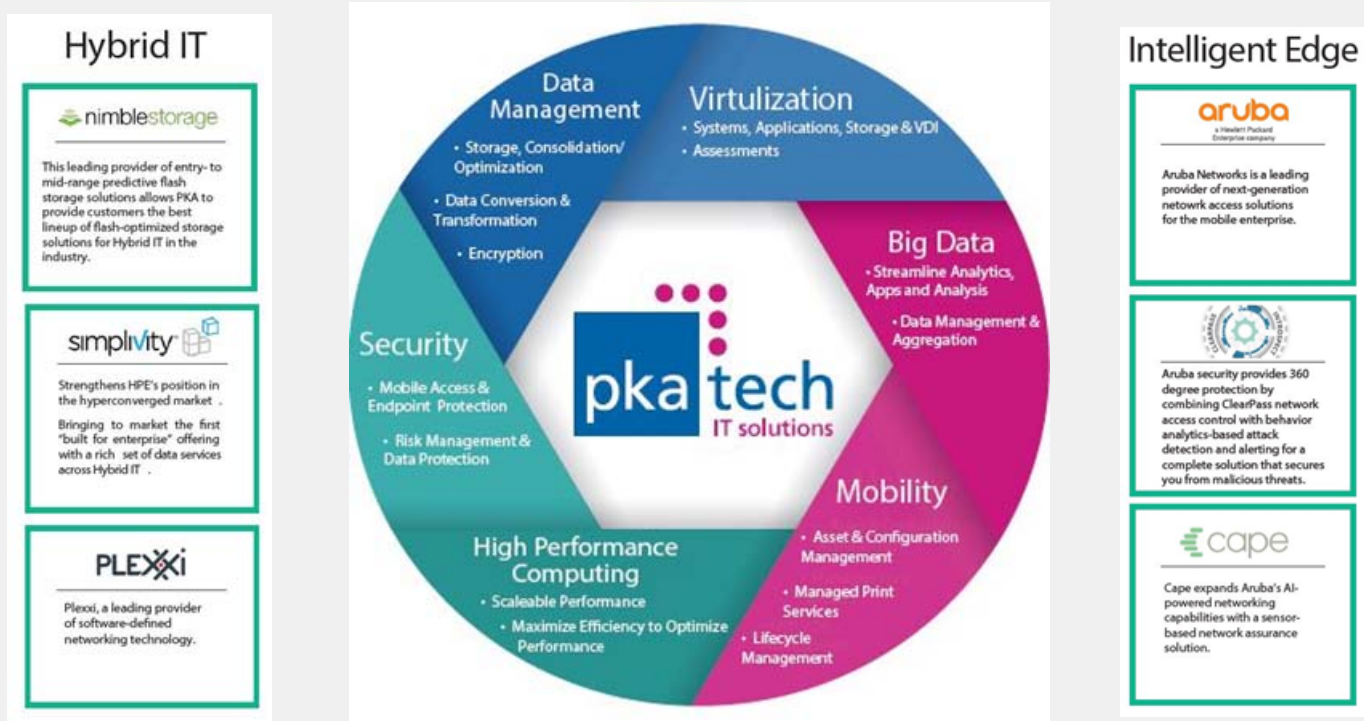 Hybrid IT
nimblestorage
This leading provider of entry- to
mid-range predictive flash
storage solutions allows PKA to
provide customers the best
lineup of flash-optimized storage
solutions for Hybrid IT in the
industry.
simplivity
Strengthens HPE's position in
the hyperconverged market .
Bringing to market the first
"built for enterprise" offering
with a rich set of data services
across Hybrid IT .
PLEXXi
Plexxi, a leading provider
of software-defined
networking technology.
Data
Management
• Storage, Consolidation/
Optimization
• Data Conversion &
Transformation
• Encryption
Virtulization
• Systems, Applications, Storage & VDI
• Assessments
Big Data
• Streamline Analytics,
Apps and Analysis
• Data Management &
Aggregation
Security
• Mobile Access &
Endpoint Protection
• Risk Management &
Data Protection
pka tech
IT solutions
Mobility
• Asset & Configuration
Management
• Managed Print
Services
• Lifecycle
Management
High Performance
Computing
• Scaleable Performance
• Maximize Efficiency to Optimize
Performance
Intelligent Edge
aruba
a Hewlett Packard
Enterprise company
Aruba Networks is a leading
provider of next-generation
netowrk access solutions
for the mobile enterprise.
CLEARPASS
INTROSPECT
Aruba security provides 360
degree protection by
combining ClearPass network
access control with behavior
analytics-based attack
detection and alerting for a
complete solution that secures
you from malicious threats.
cape
Cape expands Aruba's AI-
powered networking
capabilities with a sensor-
based network assurance
solution.